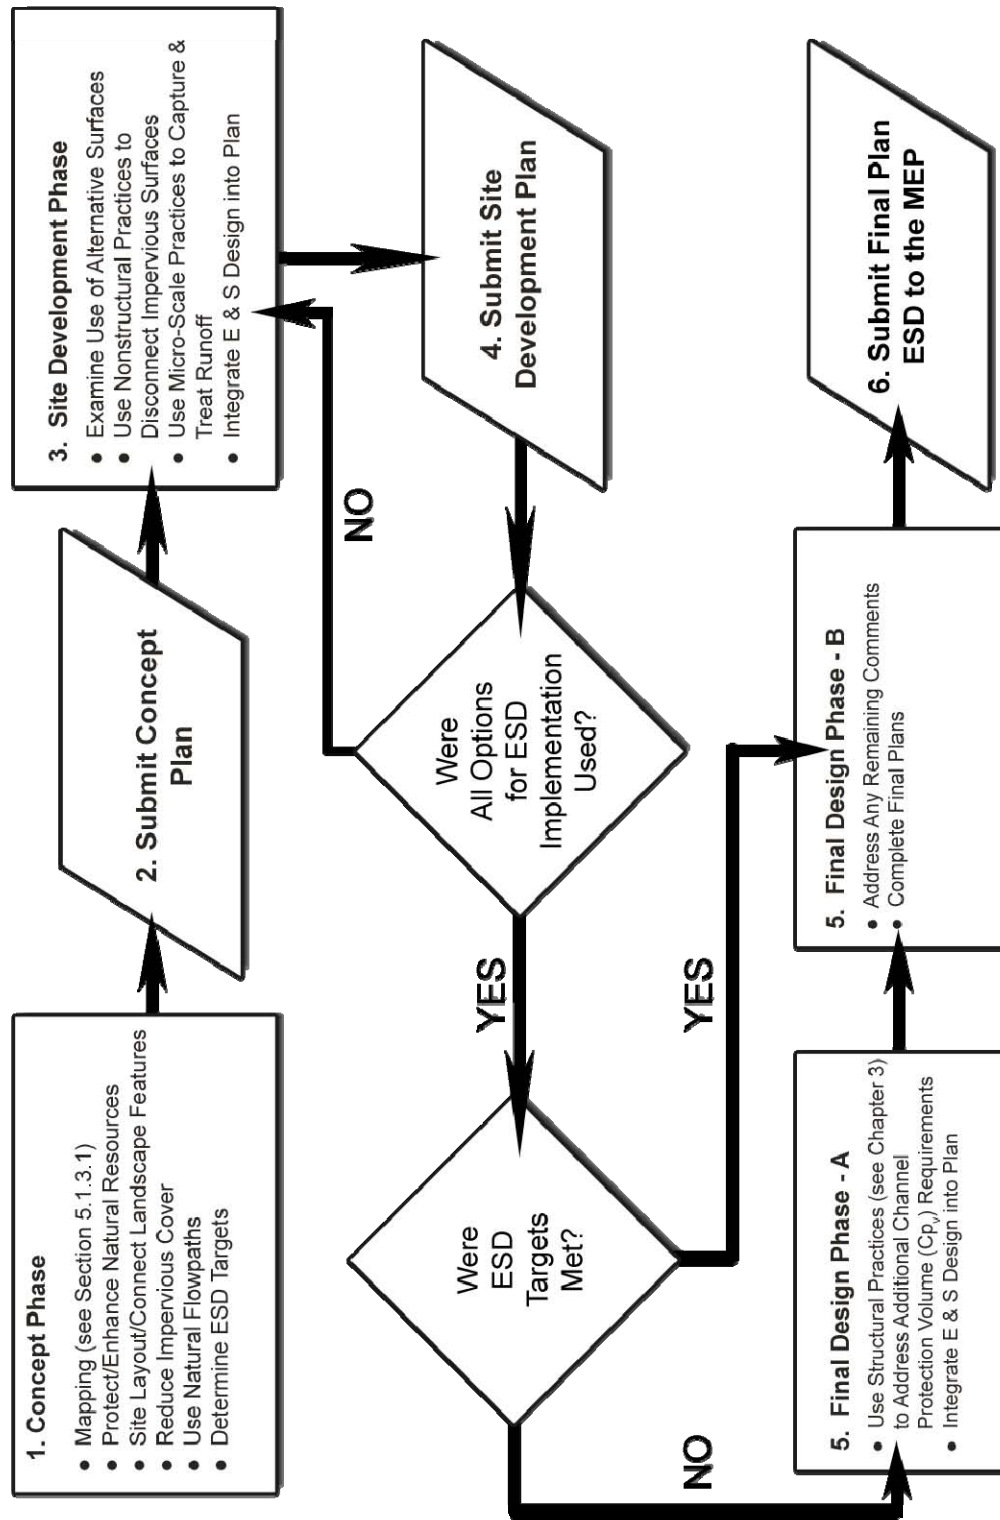 1. Concept Phase
● Mapping (see Section 5.1.3.1)
● Protect/Enhance Natural Resources
● Site Layout/Connect Landscape Features
● Reduce Impervious Cover
● Use Natural Flowpaths
● Determine ESD Targets
2. Submit Concept
Plan
3. Site Development Phase
● Examine Use of Alternative Surfaces
● Use Nonstructural Practices to
Disconnect Impervious Surfaces
● Use Micro-Scale Practices to Capture &
Treat Runoff
● Integrate E & S Design into Plan
4. Submit Site
Development Plan
NO
Were
All Options
for ESD
Implementation
Used?
YES
Were
ESD
Targets
Met?
YES
NO
5. Final Design Phase - A
● Use Structural Practices (see Chapter 3)
to Address Additional Channel
Protection Volume (Cpᵥ) Requirements
● Integrate E & S Design into Plan
5. Final Design Phase - B
● Address Any Remaining Comments
● Complete Final Plans
6. Submit Final Plan
ESD to the MEP